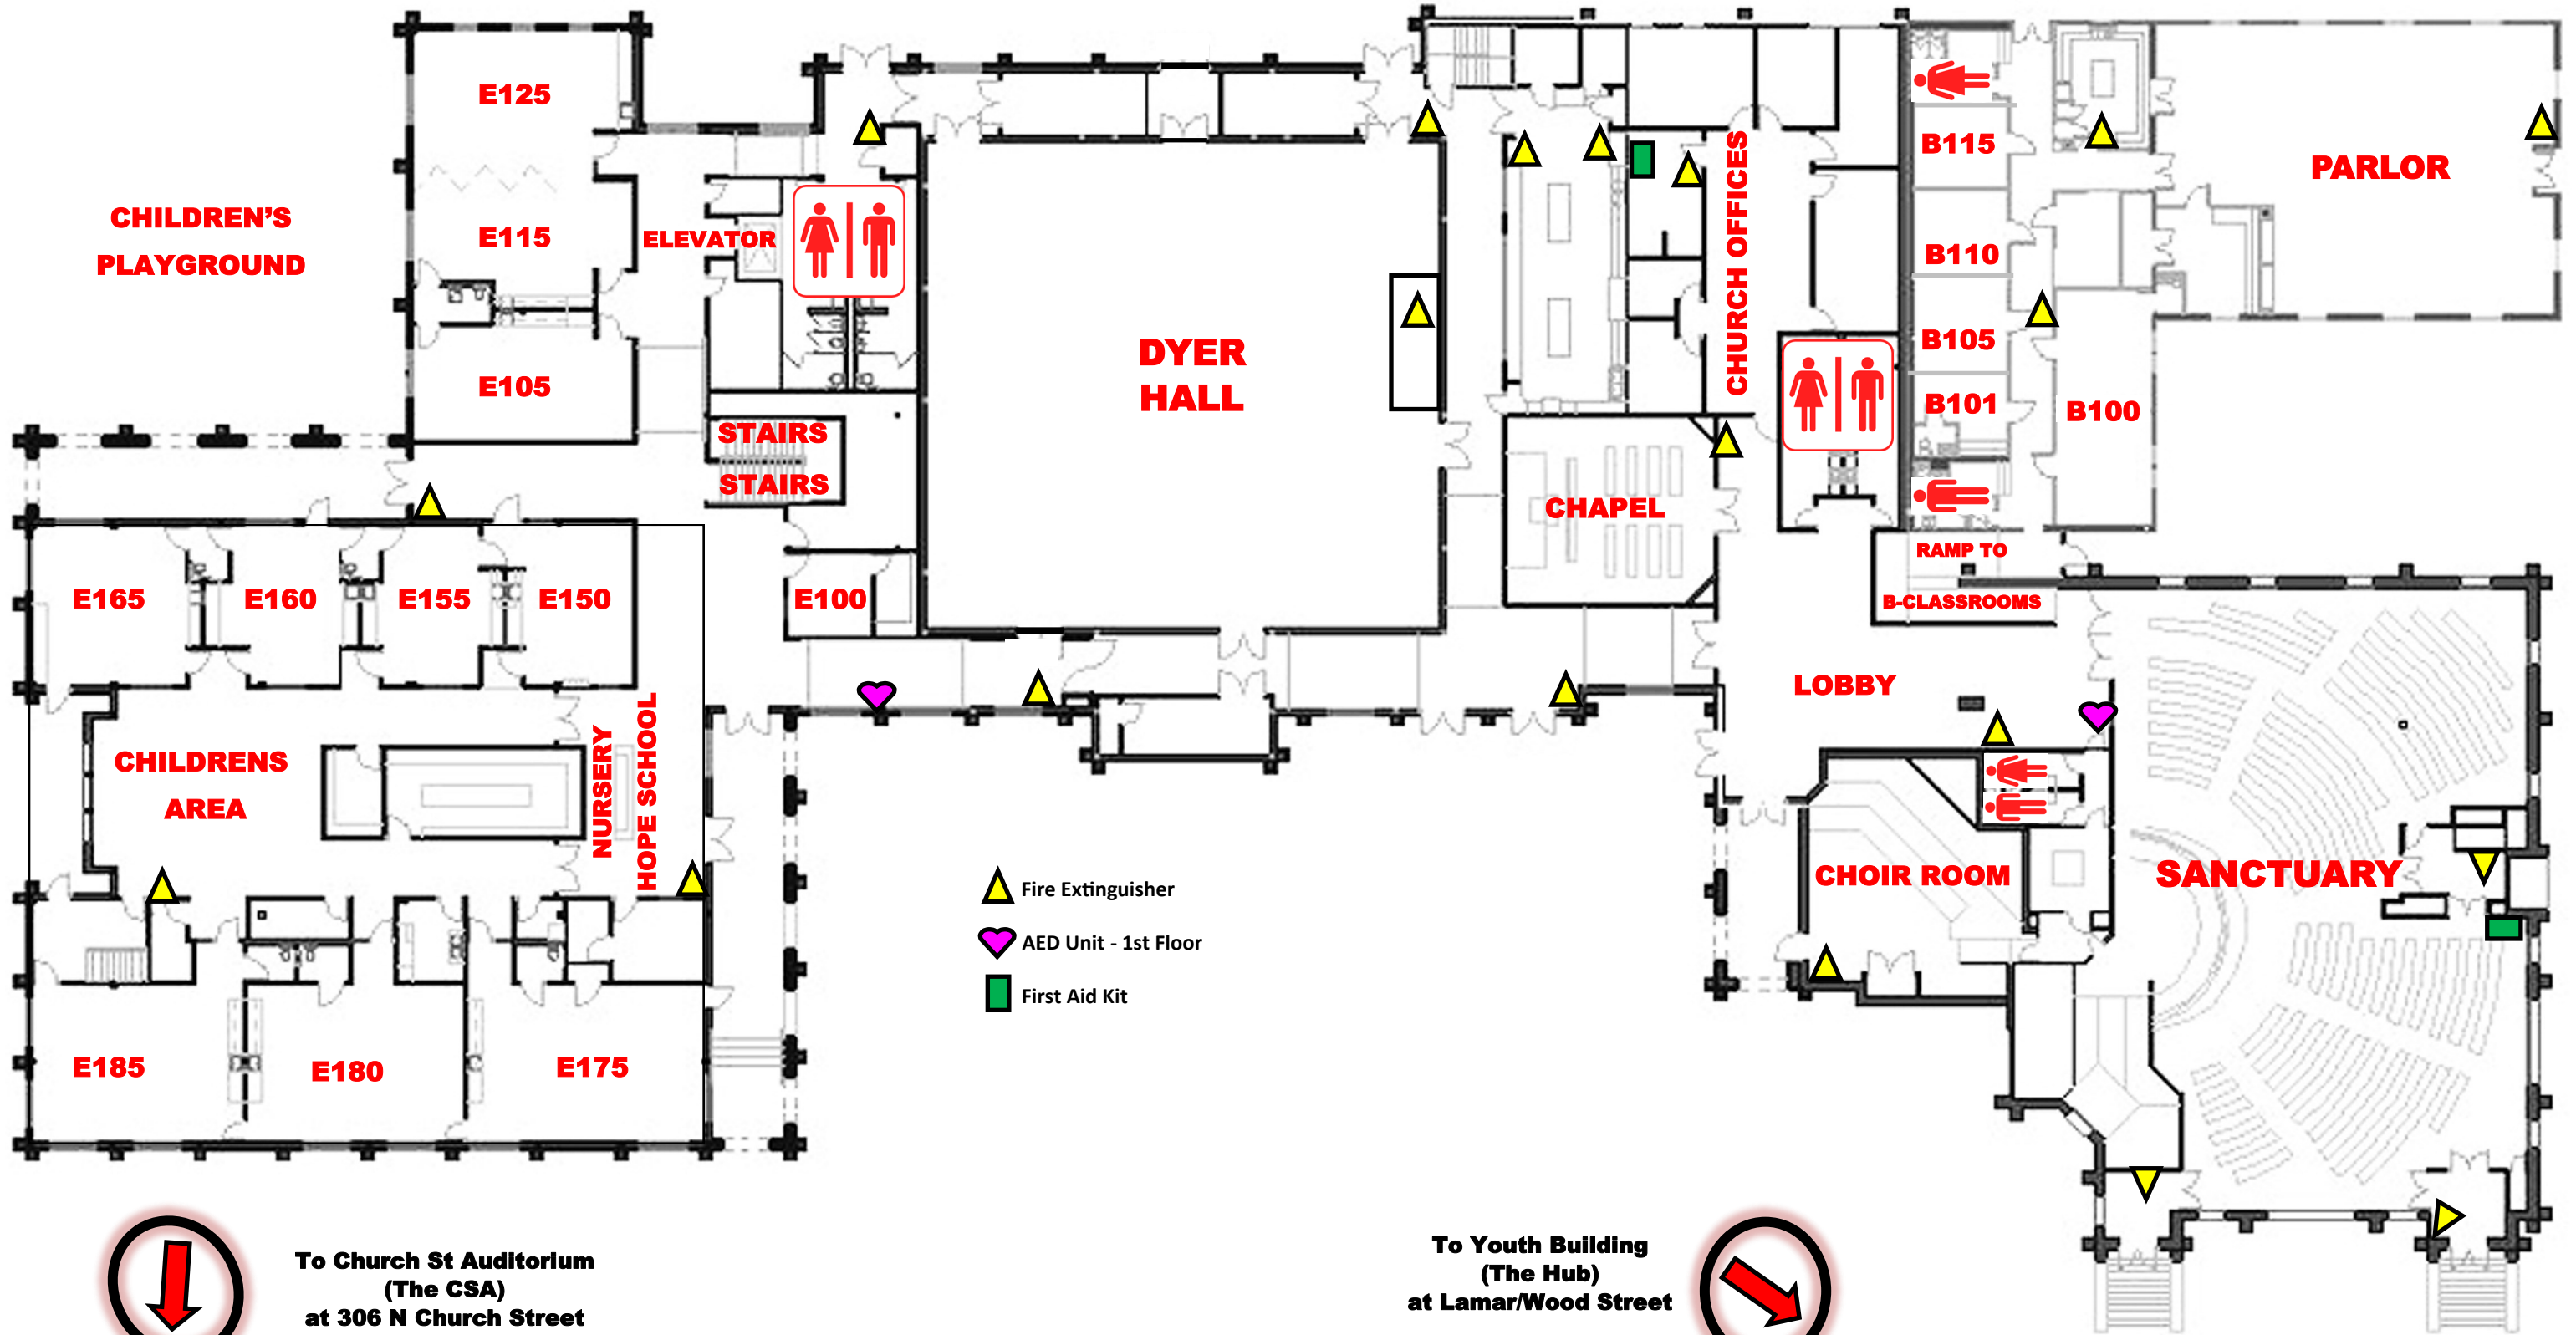 E125
CHILDREN'S
PLAYGROUND
E115
ELEVATOR
E105
STAIRS
STAIRS
DYER
HALL
CHURCH OFFICES
CHAPEL
B115
B110
B105
B101
B100
PARLOR
RAMP TO
B-CLASSROOMS
E165
E160
E155
E150
E100
CHILDRENS
AREA
NURSERY
HOPE SCHOOL
E185
E180
E175
LOBBY
CHOIR ROOM
SANCTUARY
Fire Extinguisher
AED Unit - 1st Floor
First Aid Kit
To Church St Auditorium
(The CSA)
at 306 N Church Street
To Youth Building
(The Hub)
at Lamar/Wood Street